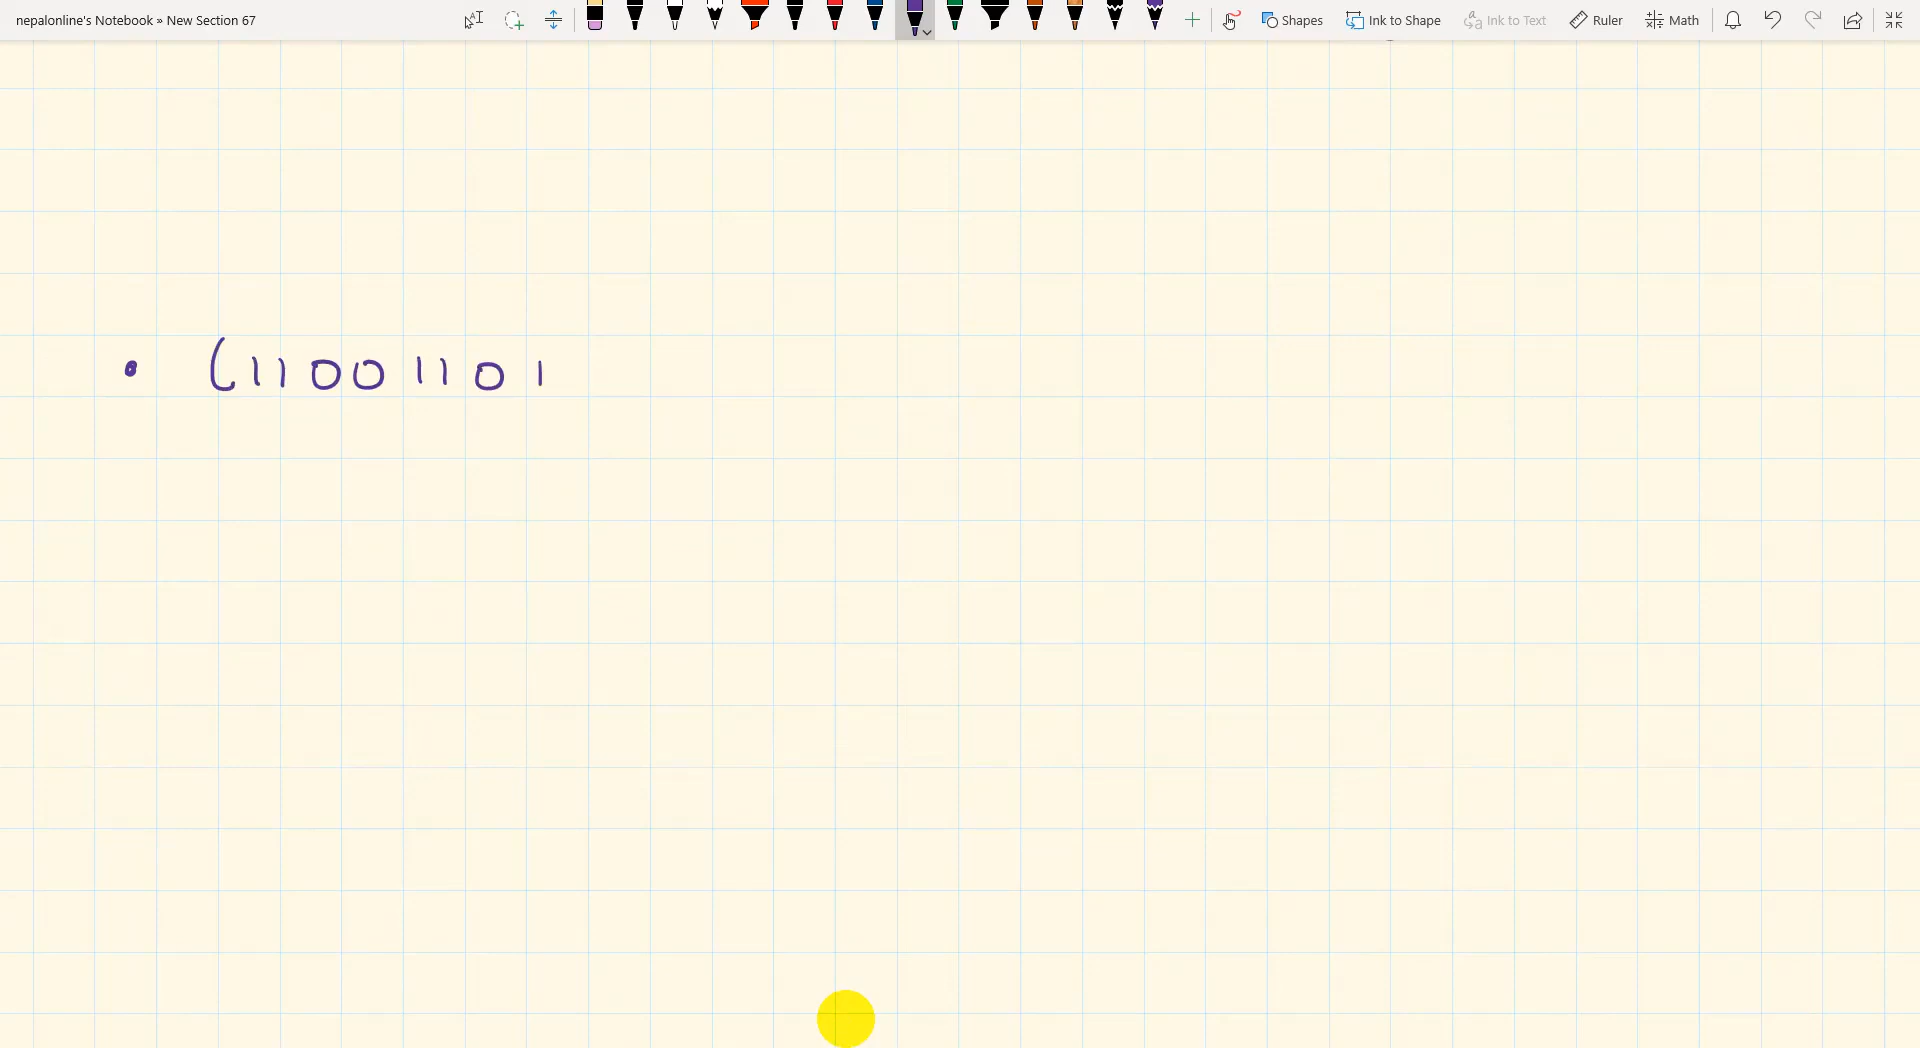 nepalonline's Notebook » New Section 67
Shapes Ink to Shape Ink to Text Ruler Math
• (11001101